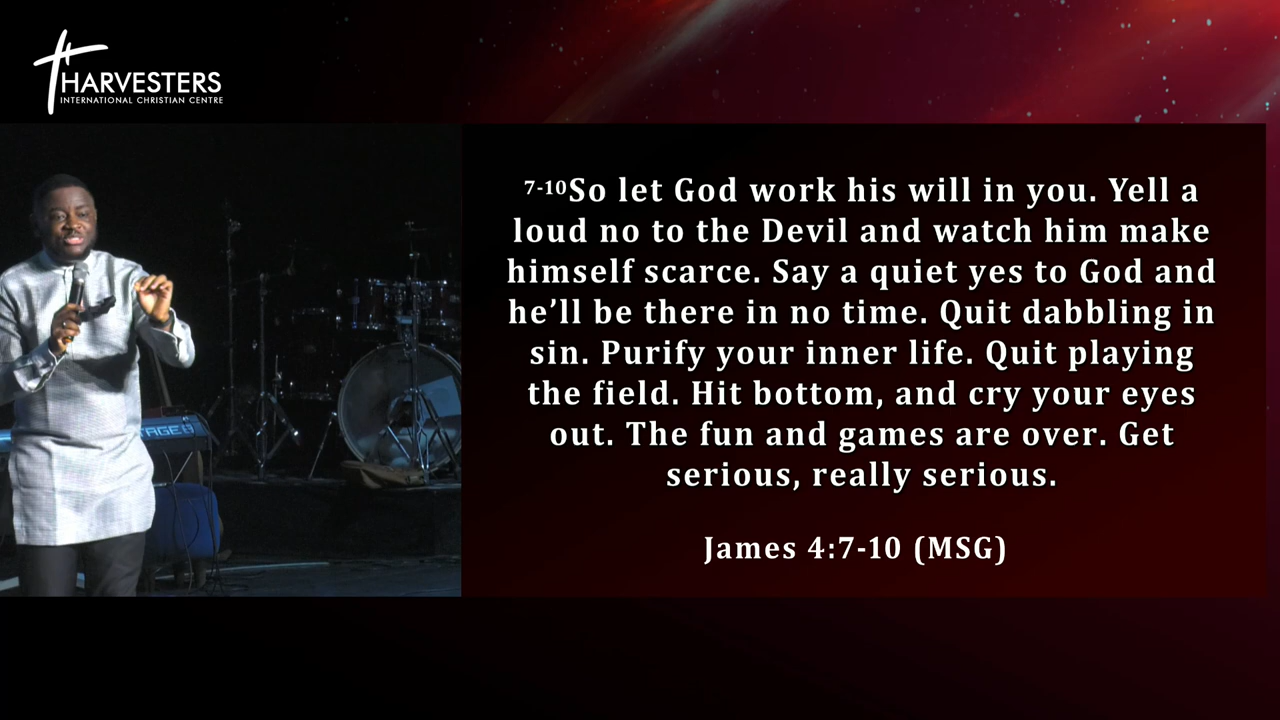 HARVESTERS
INTERNATIONAL CHRISTIAN CENTRE
7-10So let God work his will in you. Yell a
loud no to the Devil and watch him make
himself scarce. Say a quiet yes to God and
he’ll be there in no time. Quit dabbling in
sin. Purify your inner life. Quit playing
the field. Hit bottom, and cry your eyes
out. The fun and games are over. Get
serious, really serious.
James 4:7-10 (MSG)
STAGE